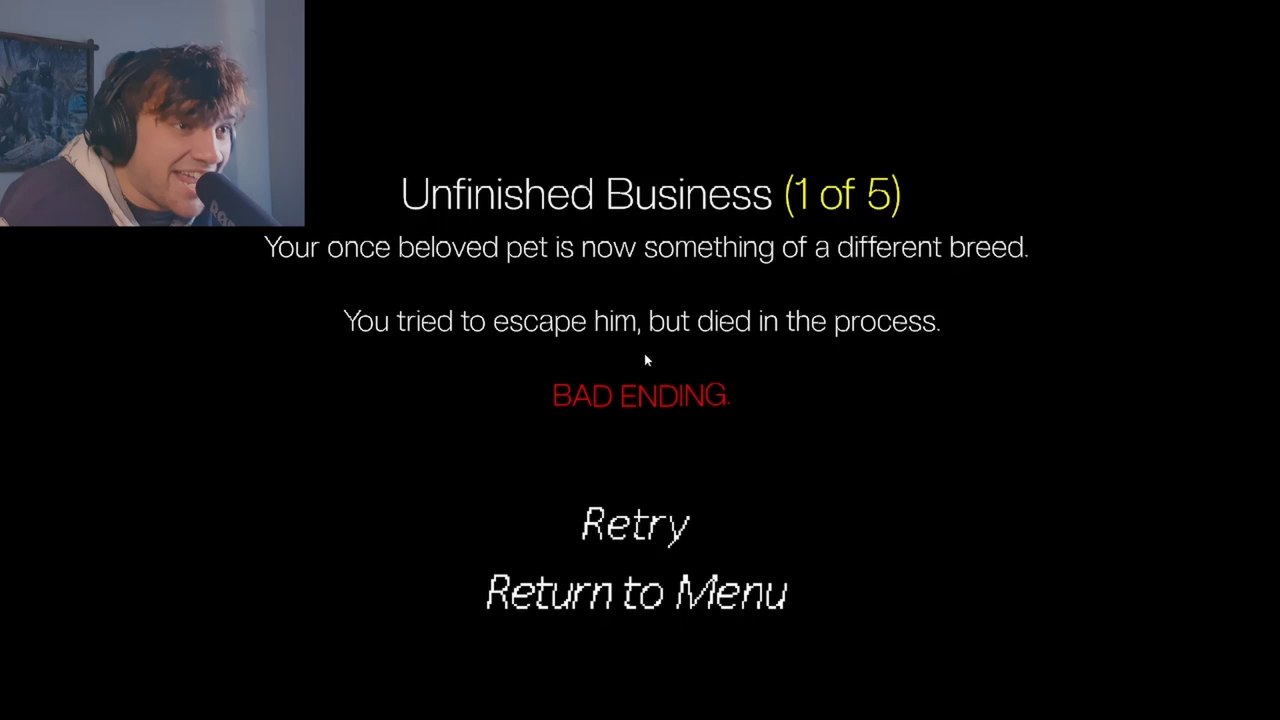 Unfinished Business (1 of 5)
Your once beloved pet is now something of a different breed.
You tried to escape him, but died in the process.
BAD ENDING.
Retry
Return to Menu